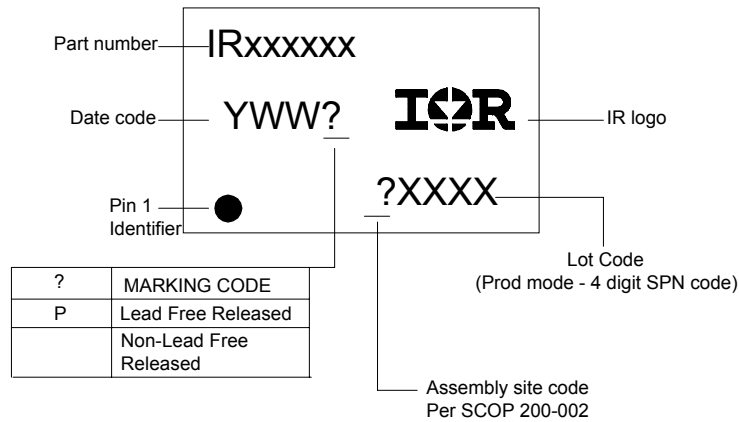 Part number
IRxxxxxx
Date code
YWW?
IOR
IR logo
?XXXX
Pin 1
Identifier
Lot Code
(Prod mode - 4 digit SPN code)
? MARKING CODE
P Lead Free Released
Non-Lead Free
Released
Assembly site code
Per SCOP 200-002